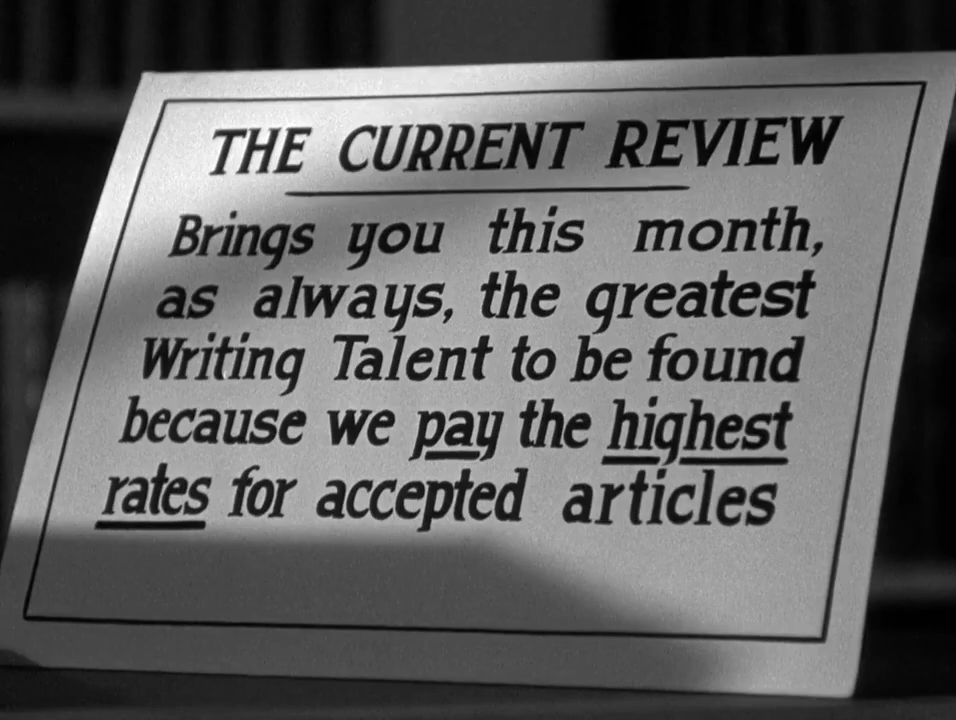 THE CURRENT REVIEW
Brings you this month,
as always, the greatest
Writing Talent to be found
because we pay the highest
rates for accepted articles